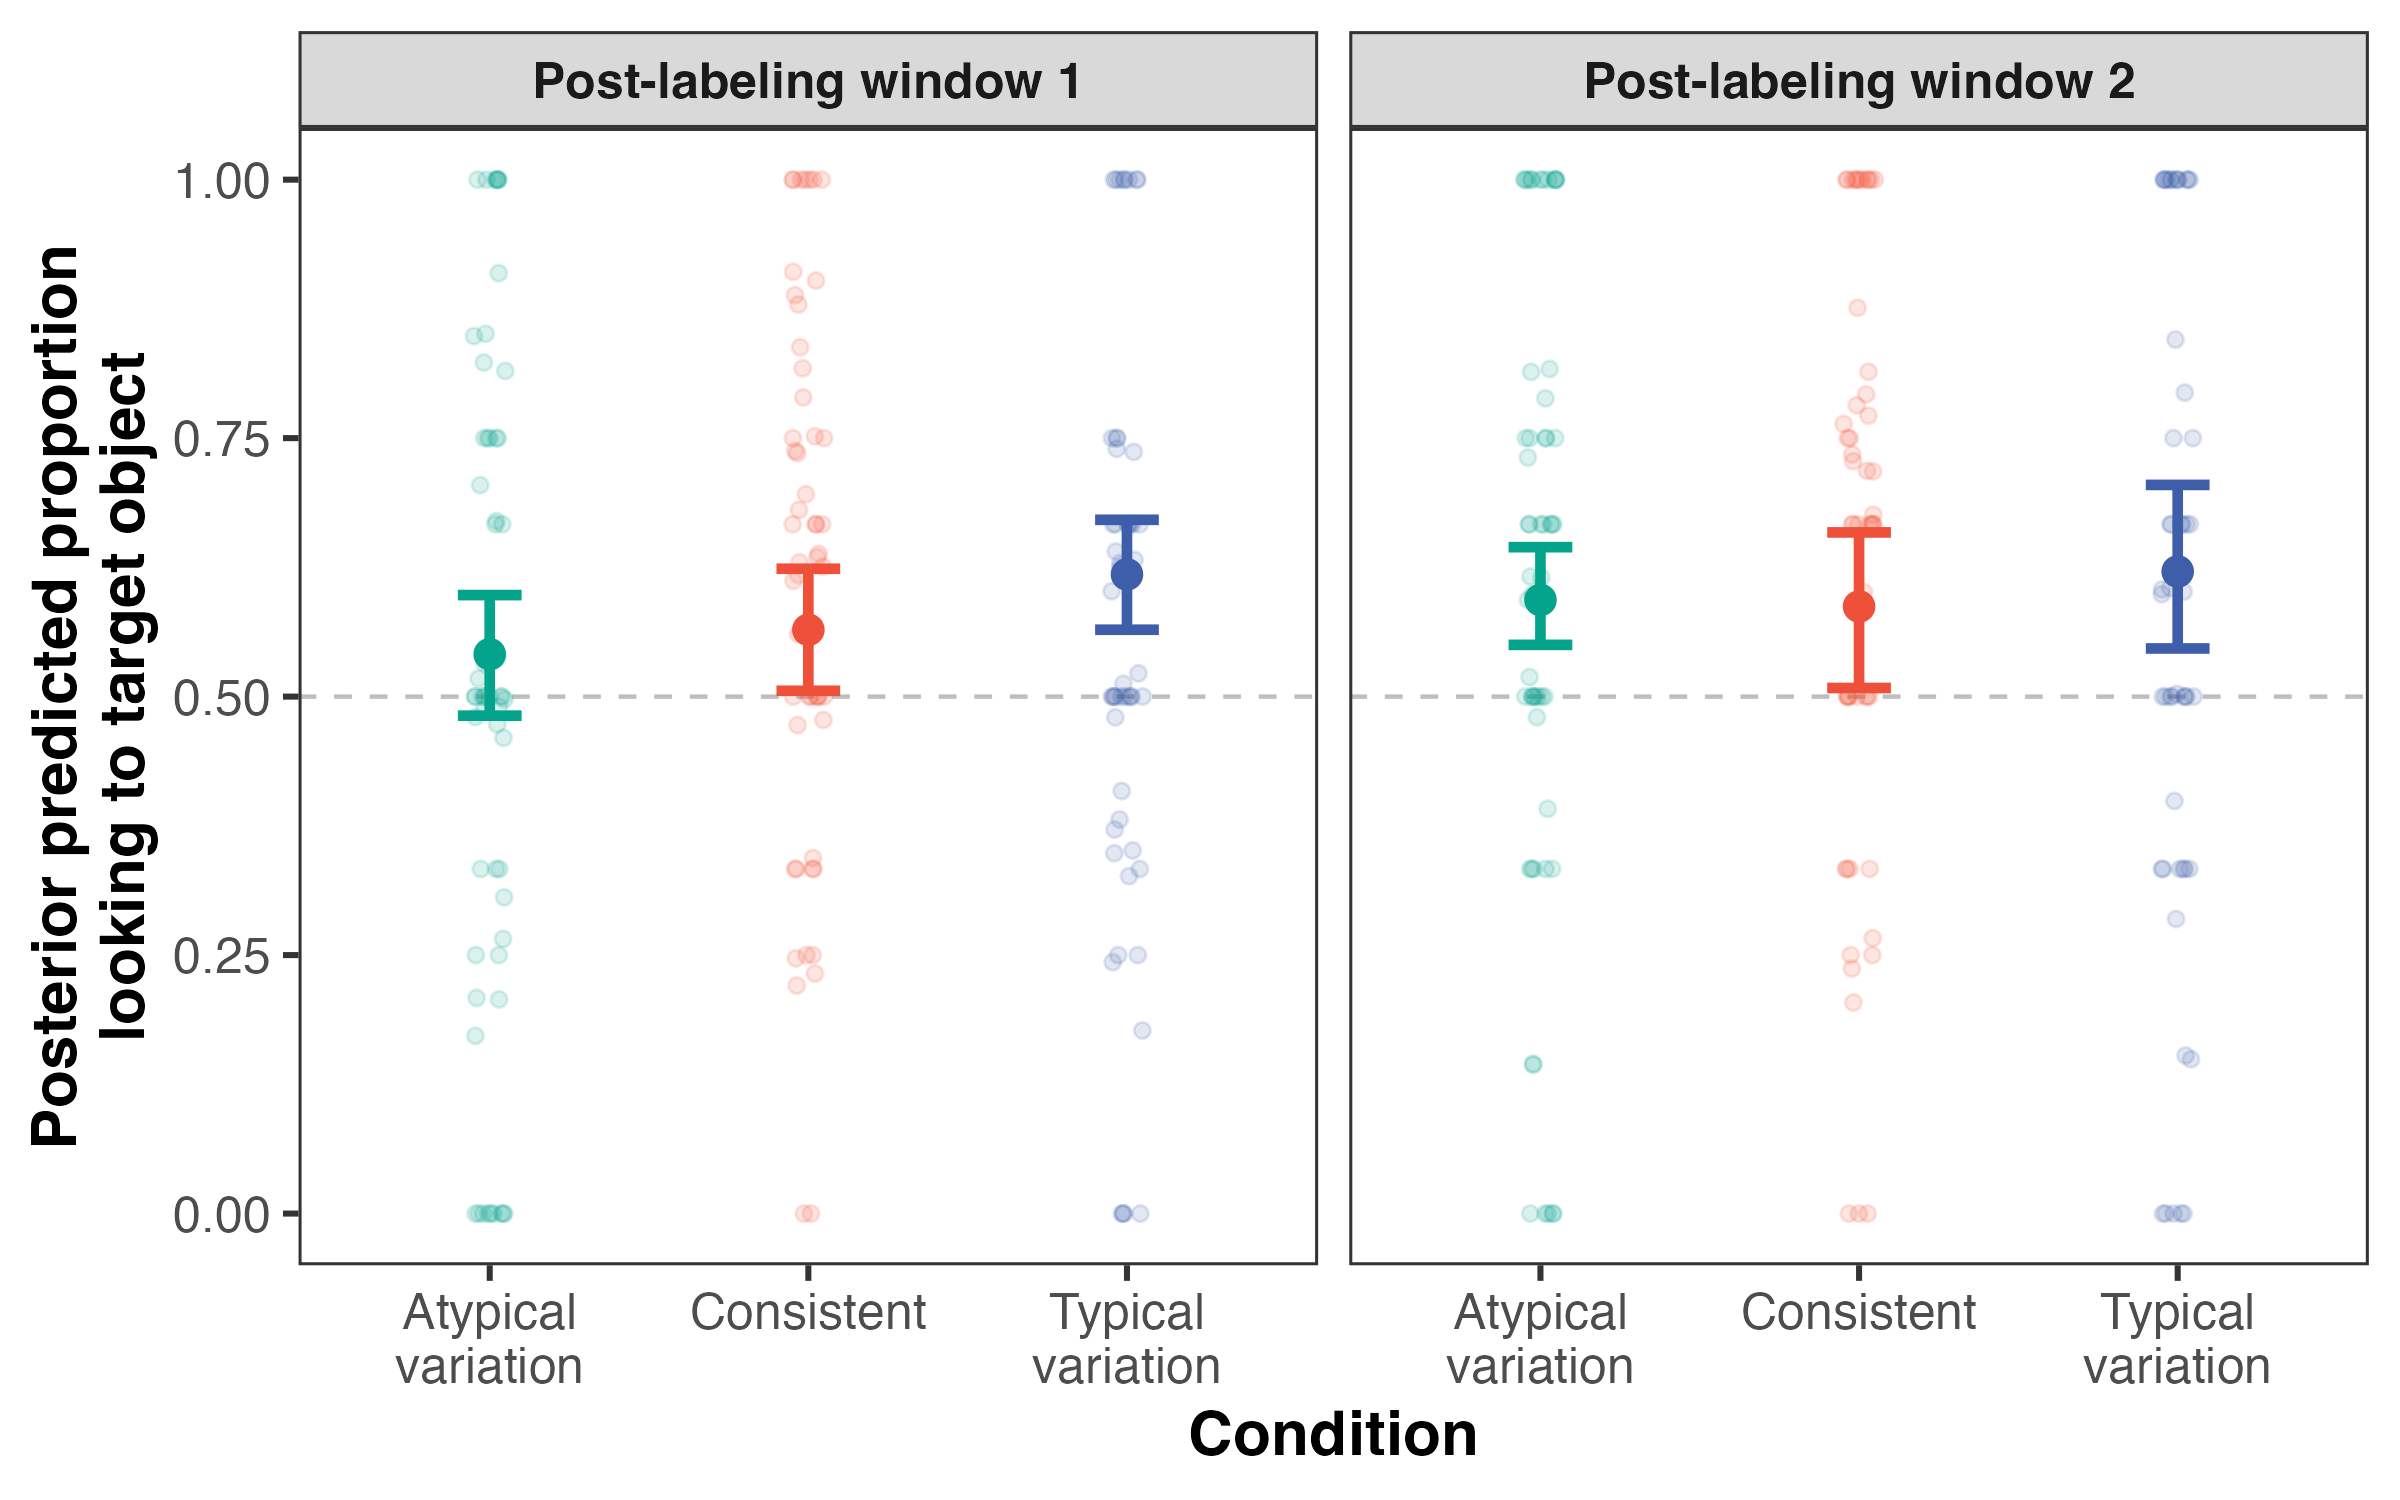 Post-labeling window 1
Post-labeling window 2
Posterior predicted proportion
looking to target object
1.00
0.75
0.50
0.25
0.00
Atypical
variation
Consistent
Typical
variation
Atypical
variation
Consistent
Typical
variation
Condition